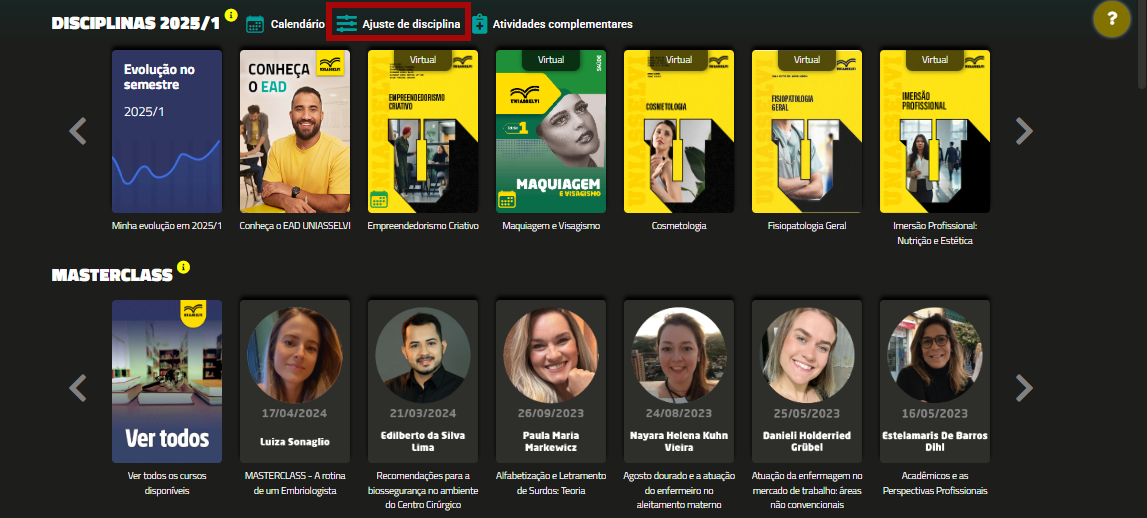 DISCIPLINAS 2025/1
Calendário
Ajuste de disciplina
Atividades complementares
?
Evolução no
semestre
2025/1
Minha evolução em 2025/1
CONHEÇA
O EAD
UNIASSELVI
Conheça o EAD UNIASSELVI
Virtual
EMPREENDEDORISMO
CRIATIVO
Empreendedorismo Criativo
Virtual
SAÚDE
UNIASSELVI
1
MAQUIAGEM
E VISAGISMO
Maquiagem e Visagismo
Virtual
COSMETOLOGIA
Cosmetologia
Virtual
FISIOPATOLOGIA
GERAL
Fisiopatologia Geral
Virtual
IMERSÃO
PROFISSIONAL
Imersão Profissional:
Nutrição e Estética
MASTERCLASS
Ver todos
Ver todos os cursos
disponíveis
17/04/2024
Luiza Sonaglio
MASTERCLASS - A rotina
de um Embriologista
21/03/2024
Edilberto da Silva
Lima
Recomendações para a
biossegurança no ambiente
do Centro Cirúrgico
26/09/2023
Paula Maria
Markewicz
Alfabetização e Letramento
de Surdos: Teoria
24/08/2023
Nayara Helena Kuhn
Vieira
Agosto dourado e a atuação
do enfermeiro no
aleitamento materno
25/05/2023
Danieli Holderried
Grübel
Atuação da enfermagem no
mercado de trabalho: áreas
não convencionais
16/05/2023
Estelamaris De Barros
Dihl
Acadêmicos e as
Perspectivas Profissionais